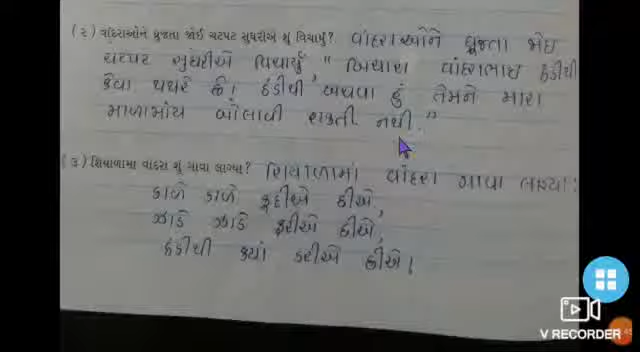 (૨) વાંદરાઓને ધ્રુજતા જોઈ ચટપટ સુઘરીએ શું વિચાર્યું? વાંદરાઓને ધ્રુજતા જોઇ
ચટપટ સુઘરીએ વિચાર્યું, " બિચારા વાંદરાભાઇ ઠંડીથી
કેવા થથરે છે! ઠંડીથી બચવા હું તેમને મારા
માળામાંય બોલાવી શકતી નથી."
(૩) શિયાળામા વાંદરા શું ગાવા લાગ્યા? શિયાળામાં વાંદરા ગાવા લાગ્યા:
ડાળે ડાળે કૂદીએ છીએ,
ઝાડે ઝાડે ફરીએ છીએ,
ઠંડીથી ક્યાં ડરીએ છીએ!
V RECORDER